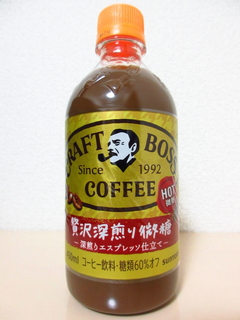 CRAFT BOSS
Since 1992
COFFEE
HOT
贅沢深煎り微糖
深煎りエスプレッソ仕立て
コーヒー飲料・糖類60%オフ